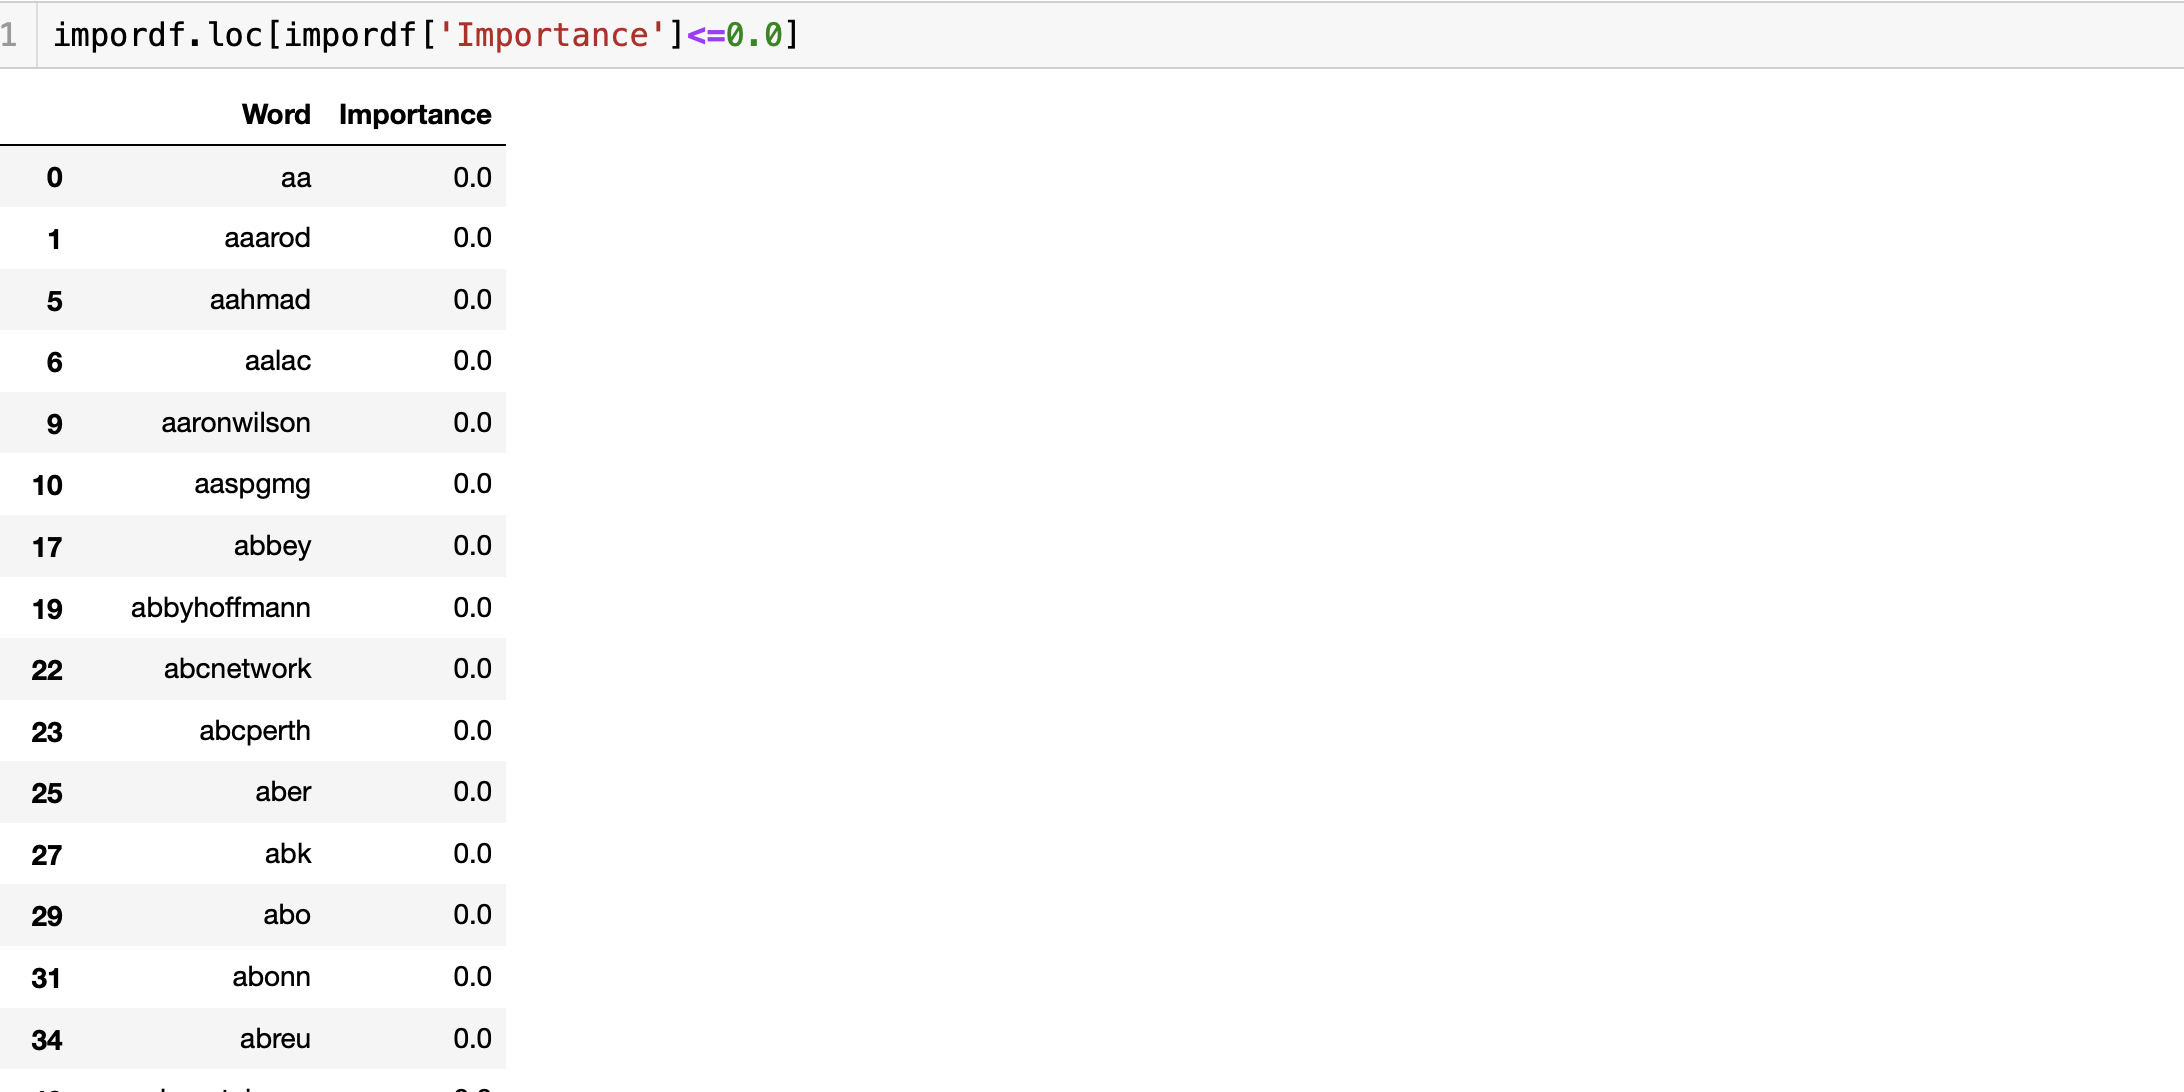 1 impordf.loc[impordf['Importance']<=0.0]
Word Importance
0 aa 0.0
1 aaarod 0.0
5 aahmad 0.0
6 aalac 0.0
9 aaronwilson 0.0
10 aaspgmg 0.0
17 abbey 0.0
19 abbyhoffmann 0.0
22 abcnetwork 0.0
23 abcperth 0.0
25 aber 0.0
27 abk 0.0
29 abo 0.0
31 abonn 0.0
34 abreu 0.0